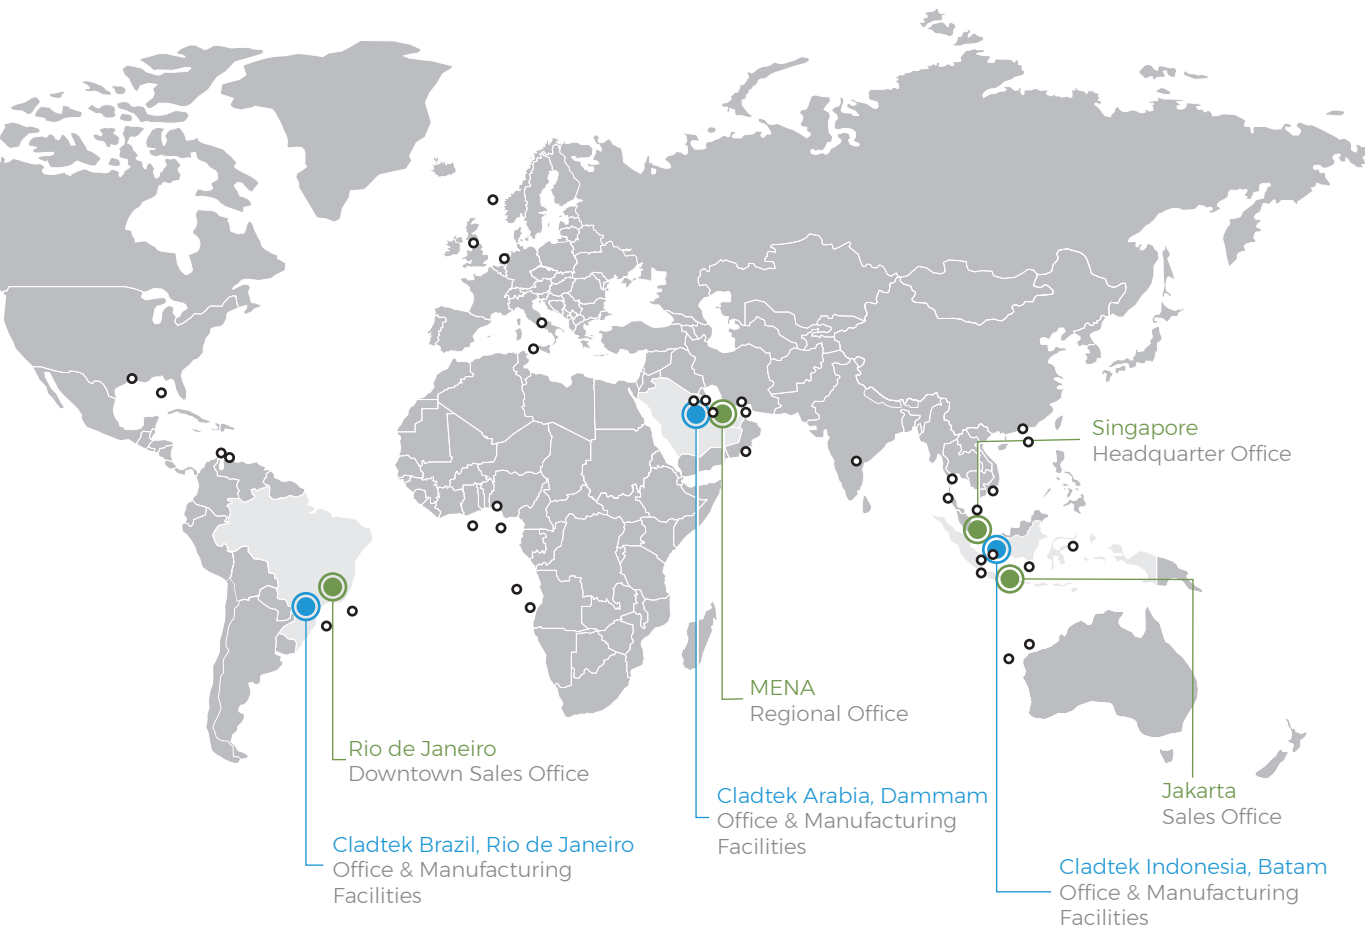 Singapore
Headquarter Office
MENA
Regional Office
Rio de Janeiro
Downtown Sales Office
Cladtek Arabia, Dammam
Office & Manufacturing
Facilities
Jakarta
Sales Office
Cladtek Brazil, Rio de Janeiro
Office & Manufacturing
Facilities
Cladtek Indonesia, Batam
Office & Manufacturing
Facilities